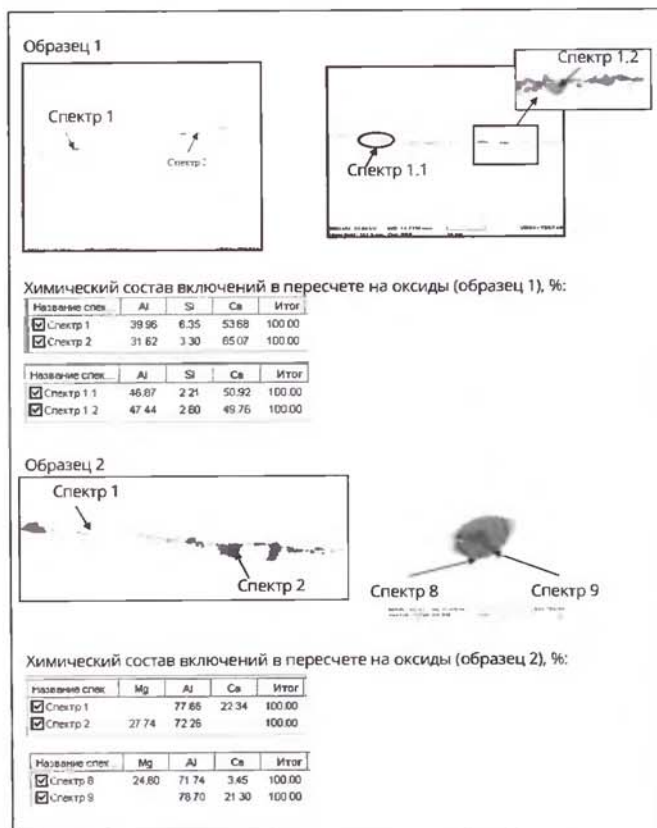 Образец 1
Спектр 1
Спектр 2
Спектр 1.2
Спектр 1.1
Химический состав включений в пересчете на оксиды (образец 1), %:
Название спек... Al Si Ca Итог
Спектр 1 39.96 6.35 53.68 100.00
Спектр 2 31.62 3.30 65.07 100.00
Название спек... Al Si Ca Итог
Спектр 1.1 46.87 2.21 50.92 100.00
Спектр 1.2 47.44 2.80 49.76 100.00
Образец 2
Спектр 1
Спектр 2
Спектр 8 Спектр 9
Химический состав включений в пересчете на оксиды (образец 2), %:
Название спек... Mg Al Ca Итог
Спектр 1 77.66 22.34 100.00
Спектр 2 27.74 72.26 100.00
Название спек... Mg Al Ca Итог
Спектр 8 24.80 71.74 3.45 100.00
Спектр 9 78.70 21.30 100.00